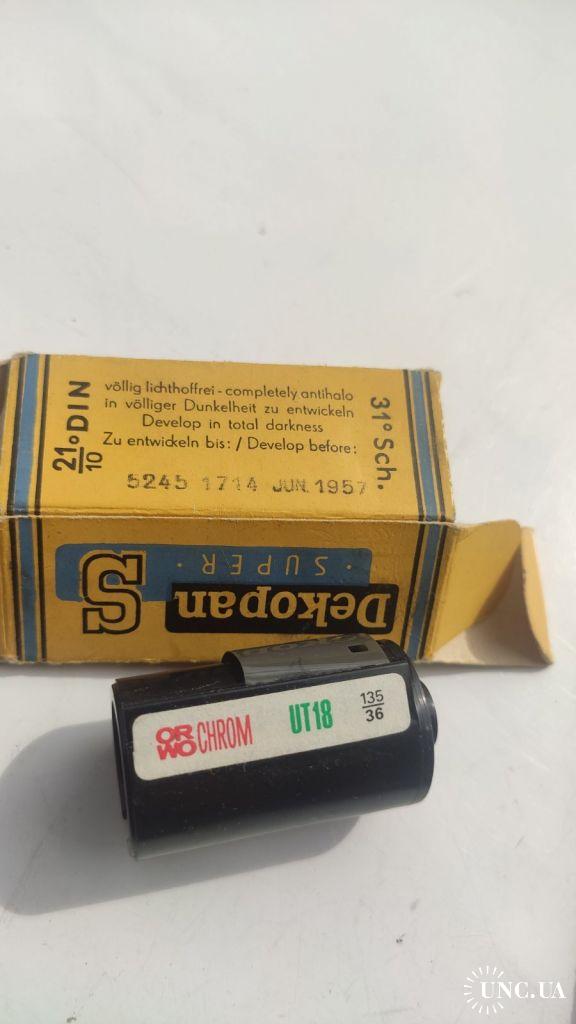 21/10°DIN
völlig lichthoffrei - completely antihalo
in völliger Dunkelheit zu entwickeln
Develop in total darkness
Zu entwickeln bis: / Develop before:
31° Sch.
5245 1714 JUN. 1957
· SUPER ·
Dekopan S
ORWO CHROM UT18 135/36
UNC.UA